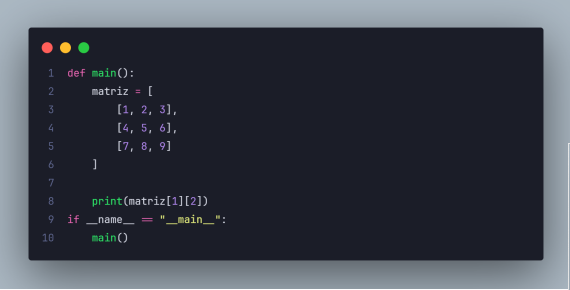 1 def main():
2     matriz = [
3         [1, 2, 3],
4         [4, 5, 6],
5         [7, 8, 9]
6     ]
7
8     print(matriz[1][2])
9 if __name__ == "__main__":
10     main()